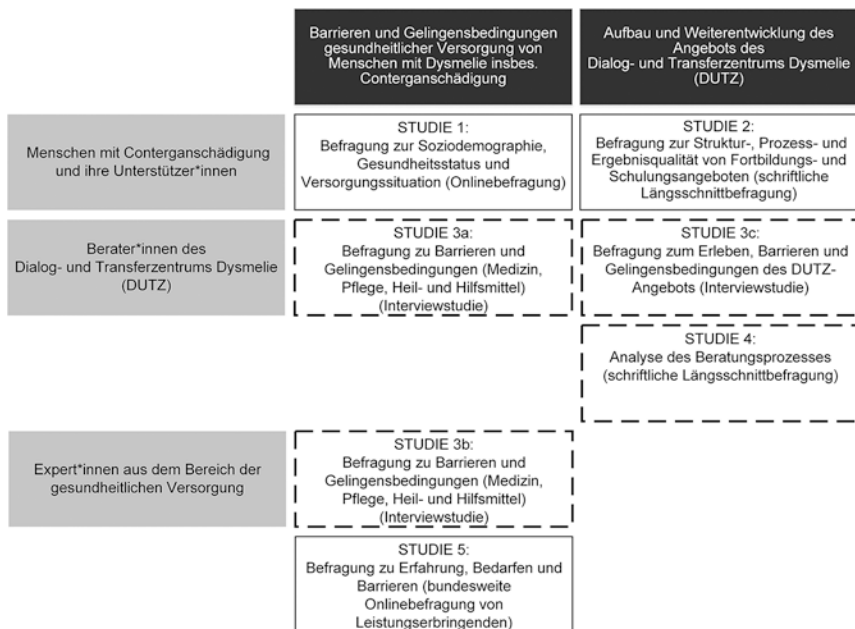 Barrieren und Gelingensbedingungen
gesundheitlicher Versorgung von
Menschen mit Dysmelie insbes.
Conterganschädigung
Aufbau und Weiterentwicklung des
Angebots des
Dialog- und Transferzentrums Dysmelie
(DUTZ)
Menschen mit Conterganschädigung
und ihre Unterstützer*innen
STUDIE 1:
Befragung zur Soziodemographie,
Gesundheitsstatus und
Versorgungssituation (Onlinebefragung)
STUDIE 2:
Befragung zur Struktur-, Prozess- und
Ergebnisqualität von Fortbildungs- und
Schulungsangeboten (schriftliche
Längsschnittbefragung)
Berater*innen des
Dialog- und Transferzentrums Dysmelie
(DUTZ)
STUDIE 3a:
Befragung zu Barrieren und
Gelingensbedingungen (Medizin,
Pflege, Heil- und Hilfsmittel)
(Interviewstudie)
STUDIE 3c:
Befragung zum Erleben, Barrieren und
Gelingensbedingungen des DUTZ-
Angebots (Interviewstudie)
STUDIE 4:
Analyse des Beratungsprozesses
(schriftliche Längsschnittbefragung)
Expert*innen aus dem Bereich der
gesundheitlichen Versorgung
STUDIE 3b:
Befragung zu Barrieren und
Gelingensbedingungen (Medizin,
Pflege, Heil- und Hilfsmittel)
(Interviewstudie)
STUDIE 5:
Befragung zu Erfahrung, Bedarfen und
Barrieren (bundesweite
Onlinebefragung von
Leistungserbringenden)